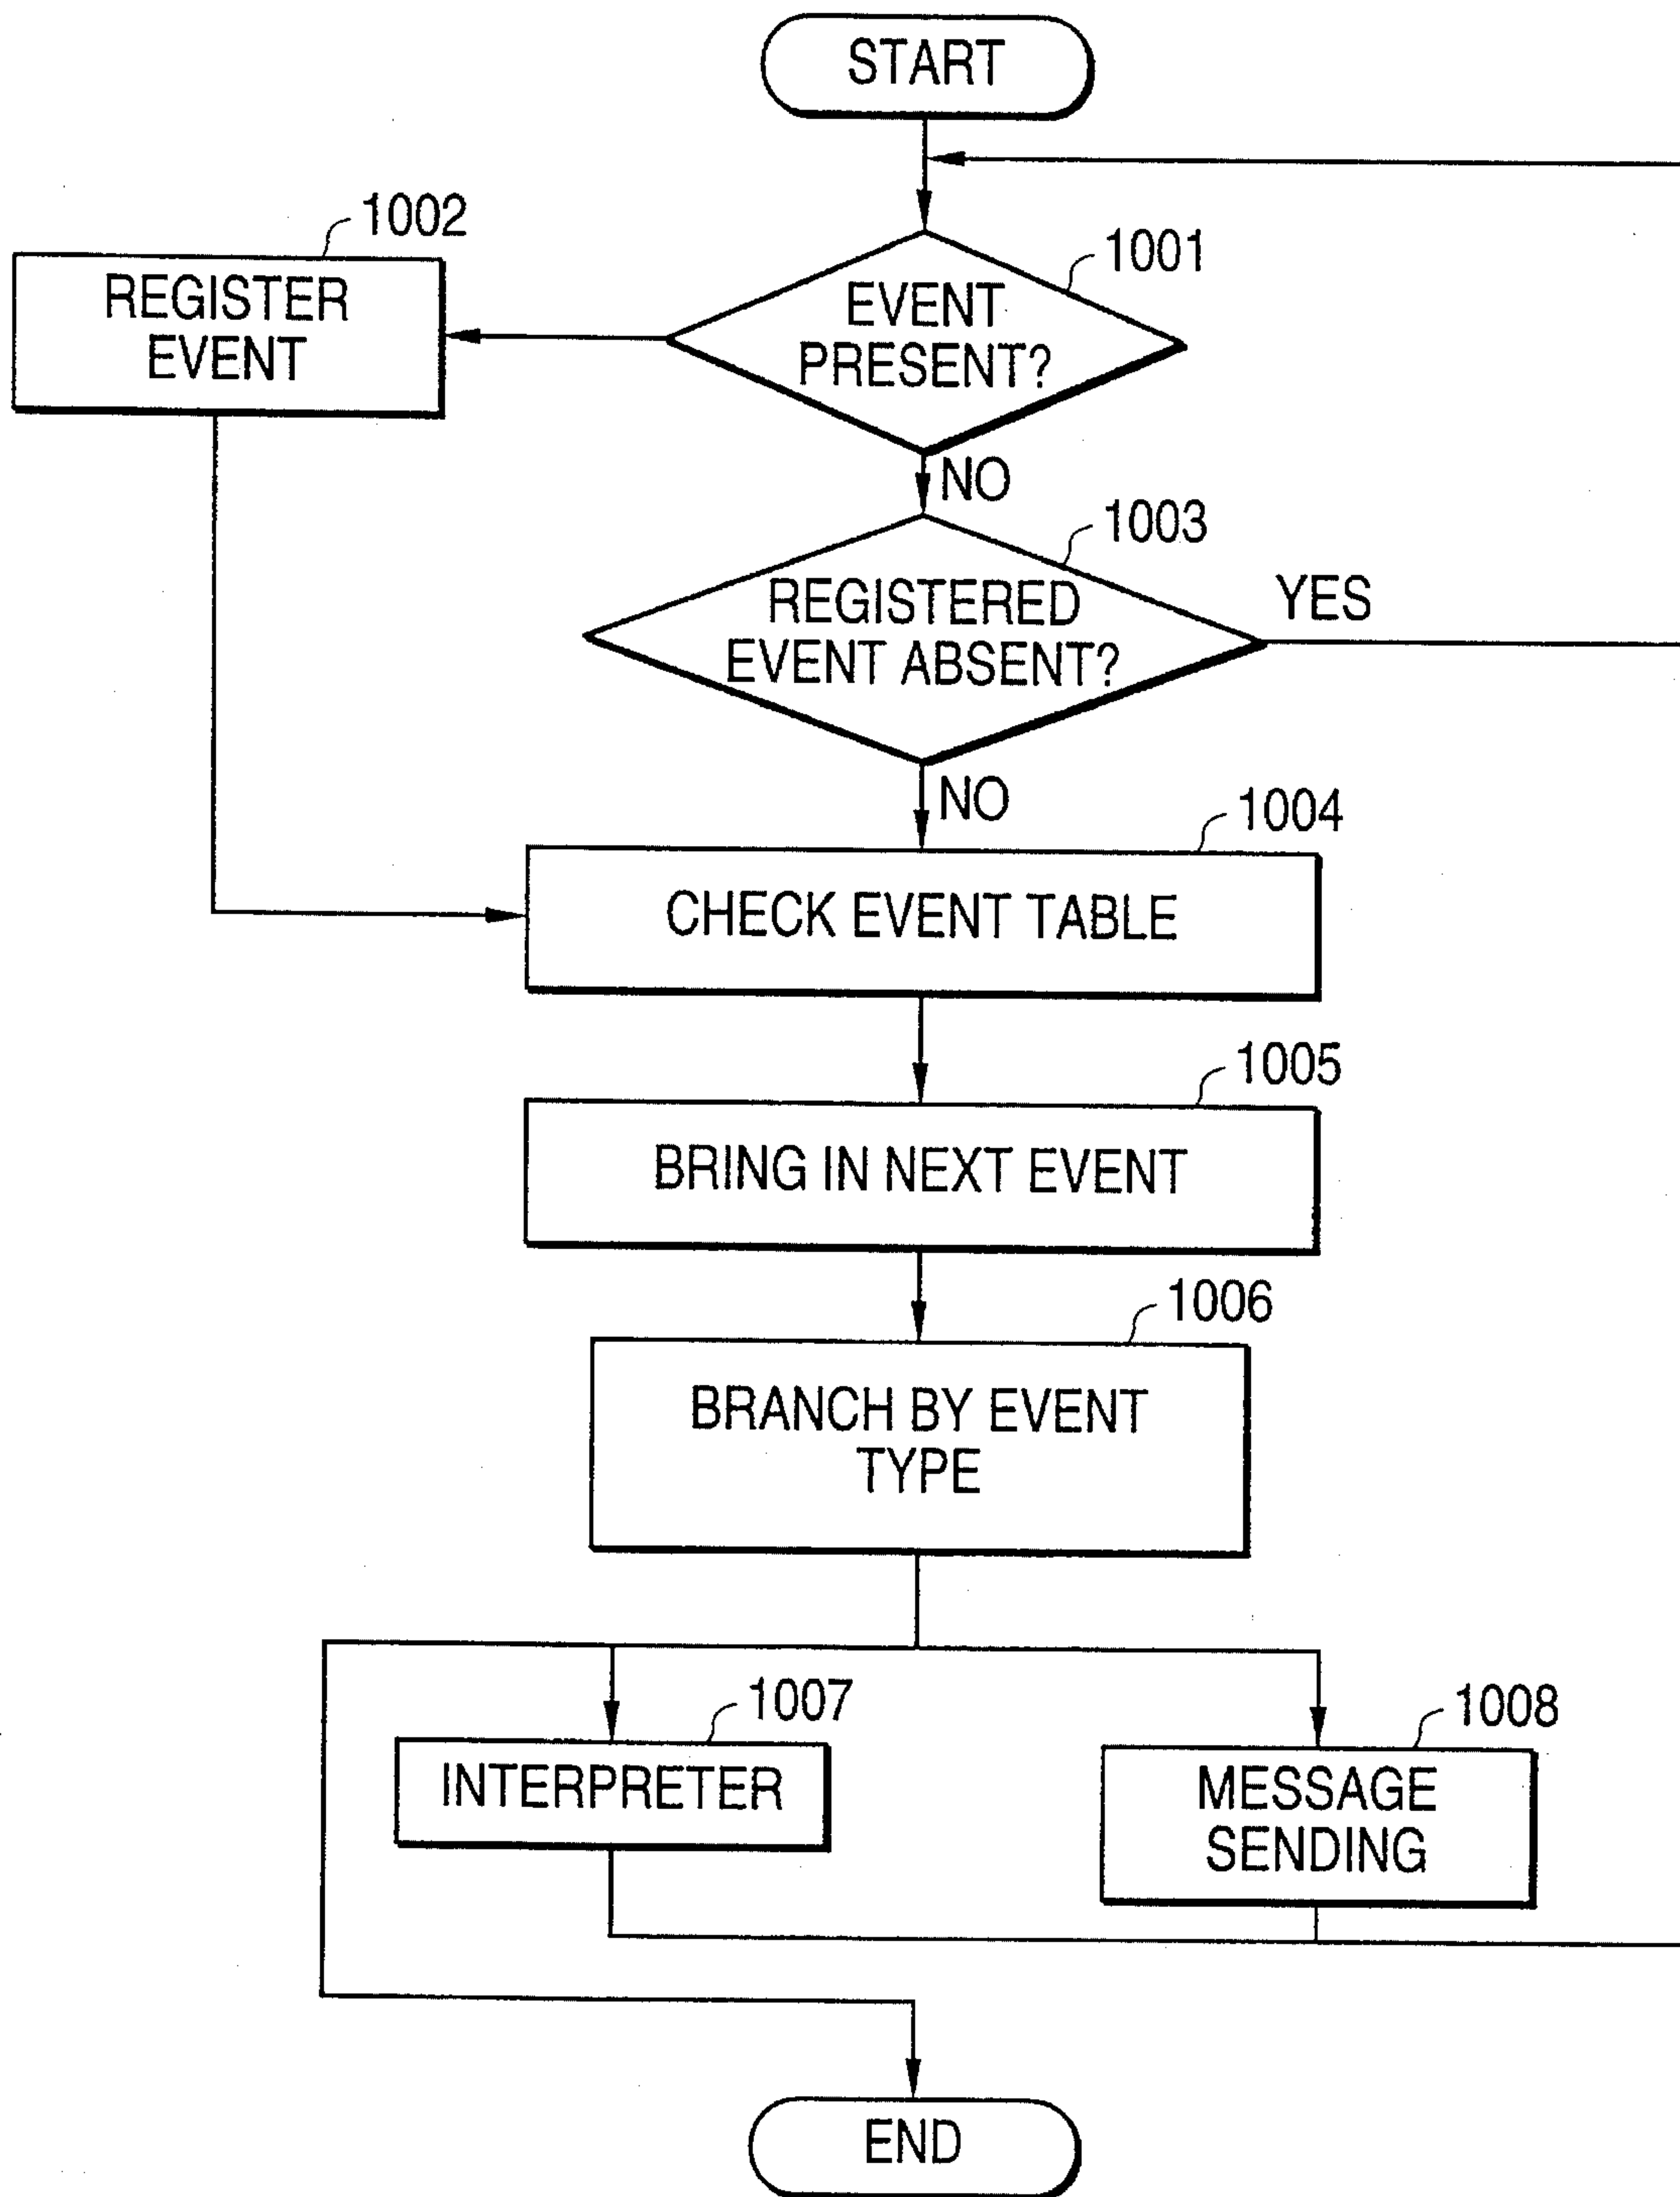 START
1002
1001
REGISTER
EVENT
EVENT
PRESENT?
NO
1003
REGISTERED
EVENT ABSENT?
YES
NO
1004
CHECK EVENT TABLE
1005
BRING IN NEXT EVENT
1006
BRANCH BY EVENT
TYPE
1007
1008
INTERPRETER
MESSAGE
SENDING
END